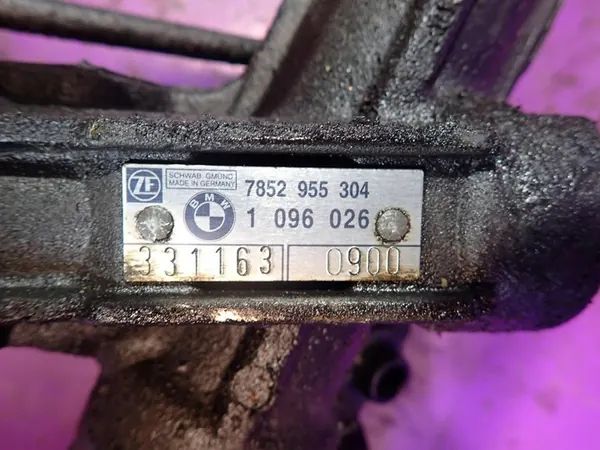 ZF
SCHWAB. GMÜND
MADE IN GERMANY
7852 955 304
BMW
1 096 026
331163 0900